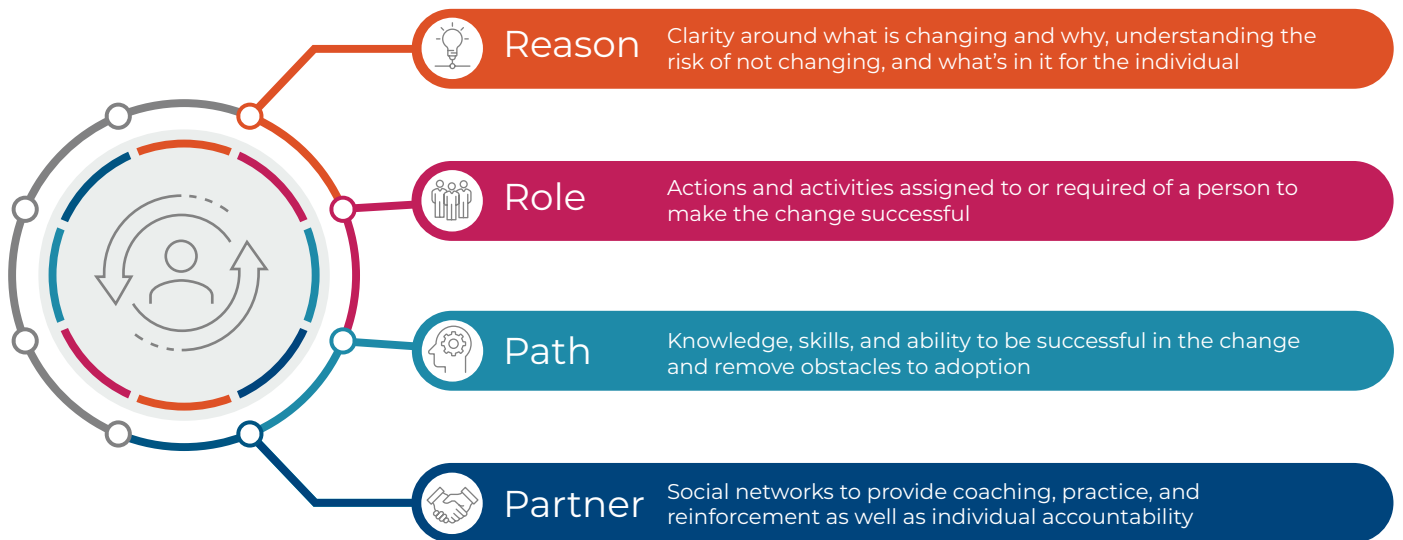 Reason
Clarity around what is changing and why, understanding the
risk of not changing, and what's in it for the individual
Role
Actions and activities assigned to or required of a person to
make the change successful
Path
Knowledge, skills, and ability to be successful in the change
and remove obstacles to adoption
Partner
Social networks to provide coaching, practice, and
reinforcement as well as individual accountability